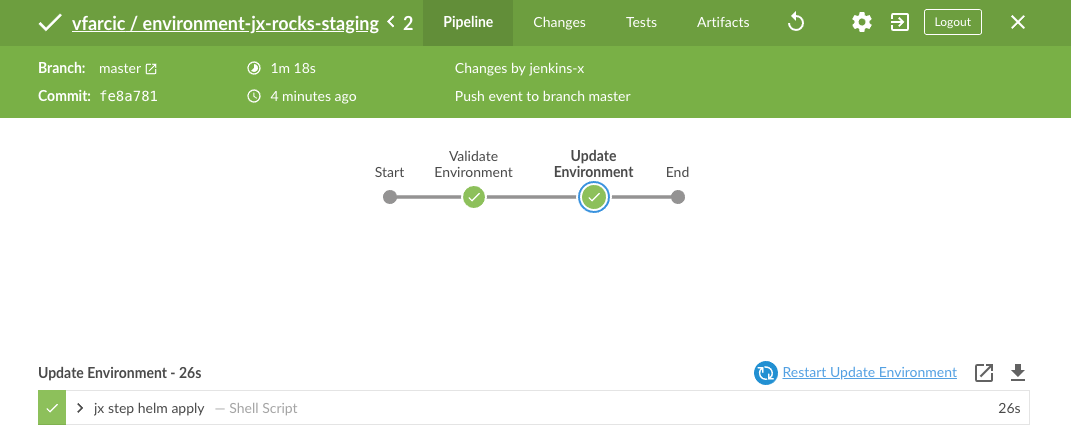 vfarcic / environment-jx-rocks-staging < 2 Pipeline Changes Tests Artifacts Logout
Branch: master 1m 18s Changes by jenkins-x
Commit: fe8a781 4 minutes ago Push event to branch master
Start Validate Environment Update Environment End
Update Environment - 26s Restart Update Environment
jx step helm apply — Shell Script 26s